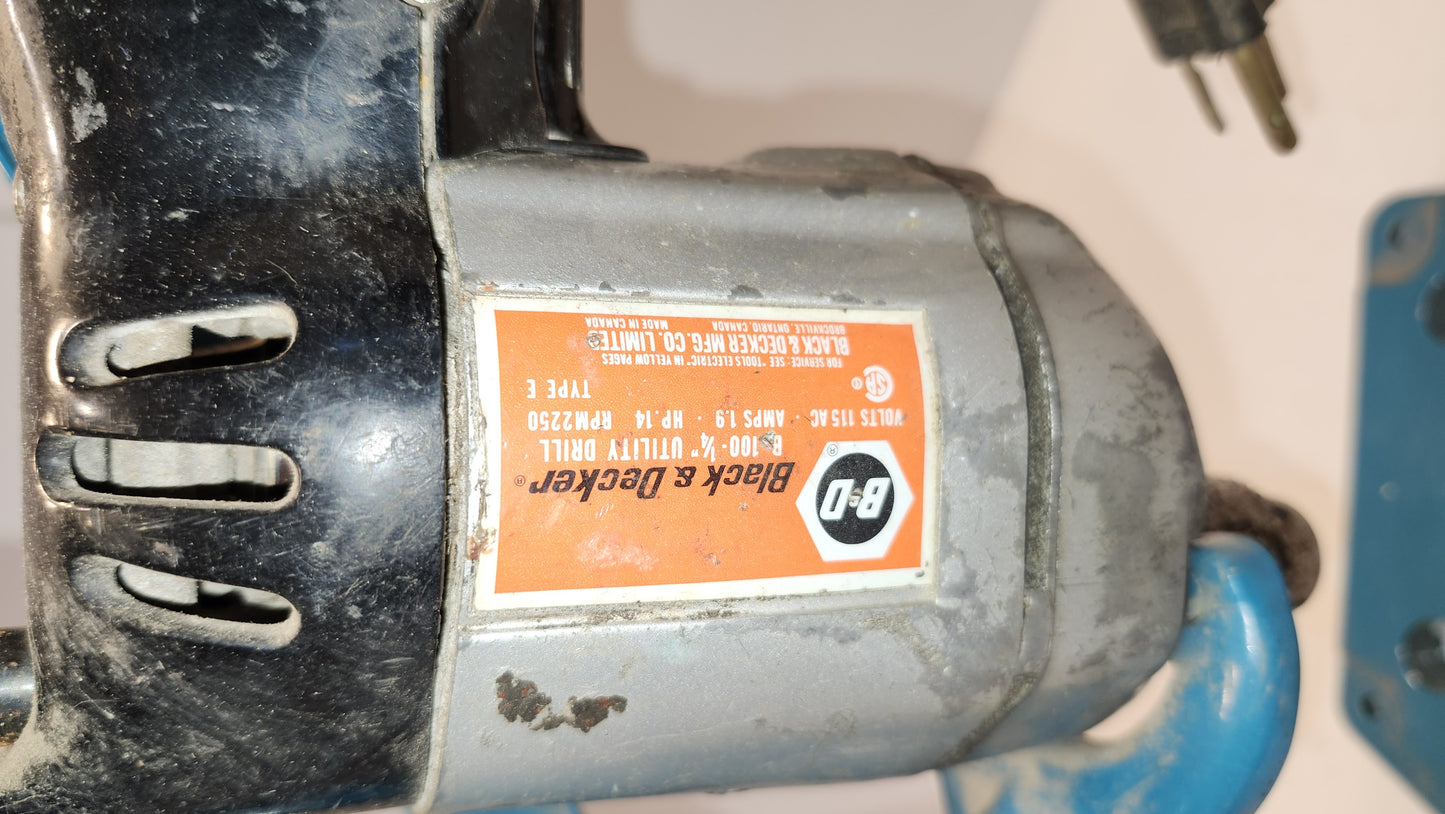 B&D ®
Black & Decker®
B-100-¼" UTILITY DRILL
VOLTS 115 AC · AMPS 1.9 · HP.14 RPM2250
TYPE E
SA ®
FOR SERVICE: SEE "TOOLS ELECTRIC" IN YELLOW PAGES
BLACK & DECKER MFG. CO. LIMITED
BROCKVILLE, ONTARIO, CANADA MADE IN CANADA